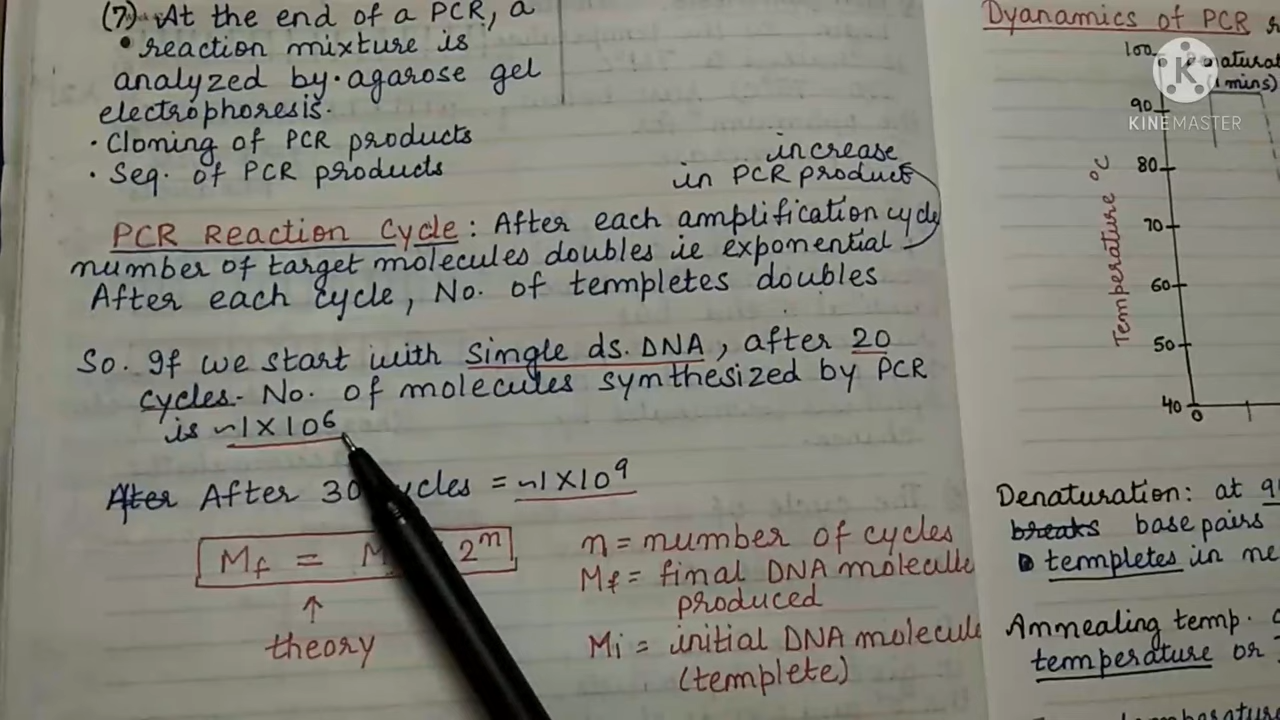 (7). At the end of a PCR, a
reaction mixture is
analyzed by agarose gel
electrophoresis.
· Cloning of PCR products
· Seq. of PCR products
increase
in PCR product
PCR Reaction Cycle: After each amplification cycle
number of target molecules doubles ie exponential
After each cycle, No. of templetes doubles
So. If we start with single ds. DNA, after 20
cycles. No. of molecules synthesized by PCR
is ~1X10⁶
After After 30 cycles = ~1X10⁹
Mf = M 2ⁿ
↑
theory
n = number of cycles
Mf = final DNA molecule
produced
Mi = initial DNA molecule
(templete)
Dyanamics of PCR
(1 mins)
KINEMASTER
Temperature °C
100
90
80
70
60
50
40
0
Denaturation: at
breaks base pairs
templetes in
Annealing temp.
temperature or